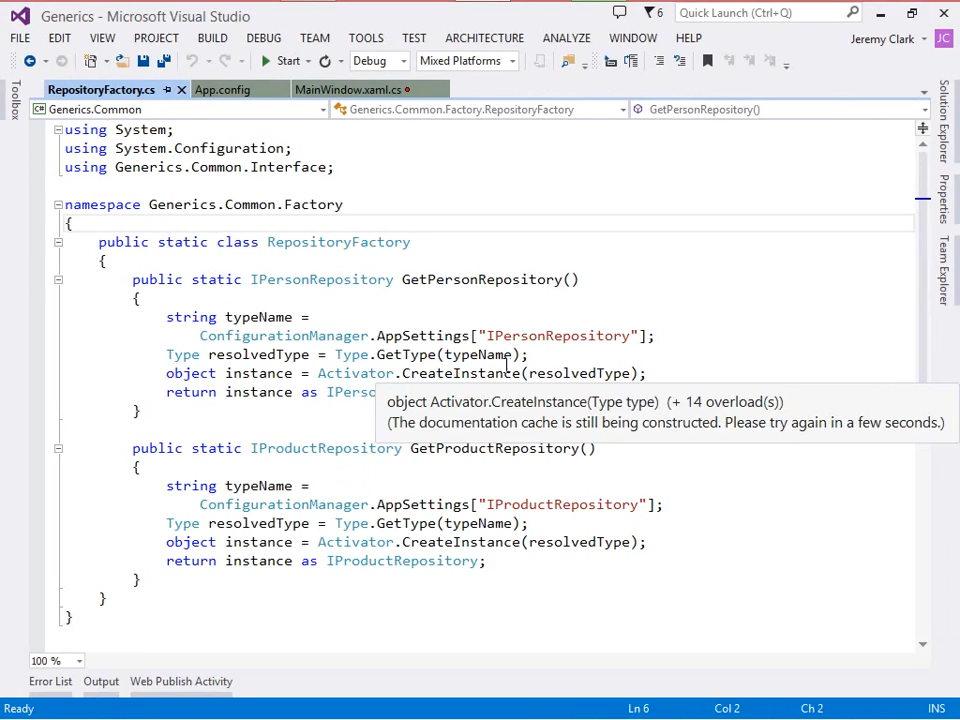 Generics - Microsoft Visual Studio
6
Quick Launch (Ctrl+Q)
FILE EDIT VIEW PROJECT BUILD DEBUG TEAM TOOLS TEST ARCHITECTURE ANALYZE WINDOW HELP
Jeremy Clark JC
Start Debug Mixed Platforms
RepositoryFactory.cs App.config MainWindow.xaml.cs
Generics.Common Generics.Common.Factory.RepositoryFactory GetPersonRepository()
Toolbox
Solution Explorer
Properties
Team Explorer
using System;
using System.Configuration;
using Generics.Common.Interface;
namespace Generics.Common.Factory
{
public static class RepositoryFactory
{
public static IPersonRepository GetPersonRepository()
{
string typeName =
ConfigurationManager.AppSettings["IPersonRepository"];
Type resolvedType = Type.GetType(typeName);
object instance = Activator.CreateInstance(resolvedType);
return instance as IPerso
object Activator.CreateInstance(Type type) (+ 14 overload(s))
(The documentation cache is still being constructed. Please try again in a few seconds.)
}
public static IProductRepository GetProductRepository()
{
string typeName =
ConfigurationManager.AppSettings["IProductRepository"];
Type resolvedType = Type.GetType(typeName);
object instance = Activator.CreateInstance(resolvedType);
return instance as IProductRepository;
}
}
}
100 %
Error List Output Web Publish Activity
Ready Ln 6 Col 2 Ch 2 INS